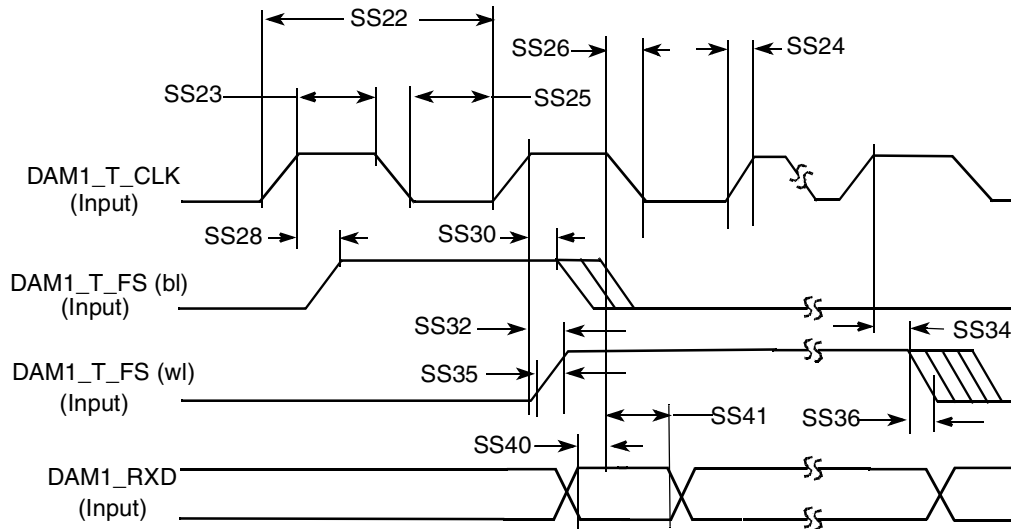 SS22
SS26
SS24
SS23
SS25
DAM1_T_CLK
(Input)
SS28
SS30
DAM1_T_FS (bl)
(Input)
SS32
SS34
DAM1_T_FS (wl)
(Input)
SS35
SS41
SS36
SS40
DAM1_RXD
(Input)